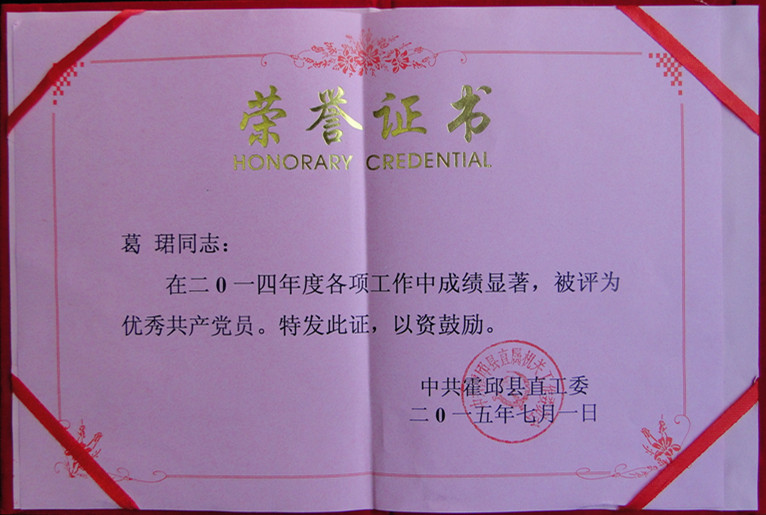 荣誉证书
HONORARY CREDENTIAL
葛 珺同志：
在二0一四年度各项工作中成绩显著，被评为
优秀共产党员。特发此证，以资鼓励。
中共霍邱县直工委
二0一五年七月一日